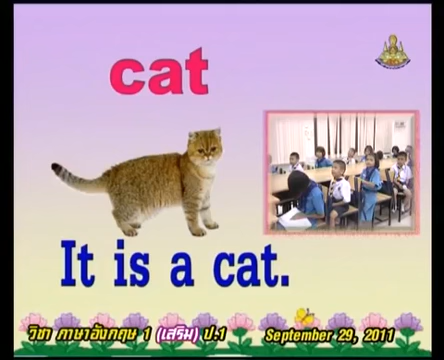 cat
It is a cat.
วิชา ภาษาอังกฤษ 1 (เสริม) ป.1 September 29, 2011